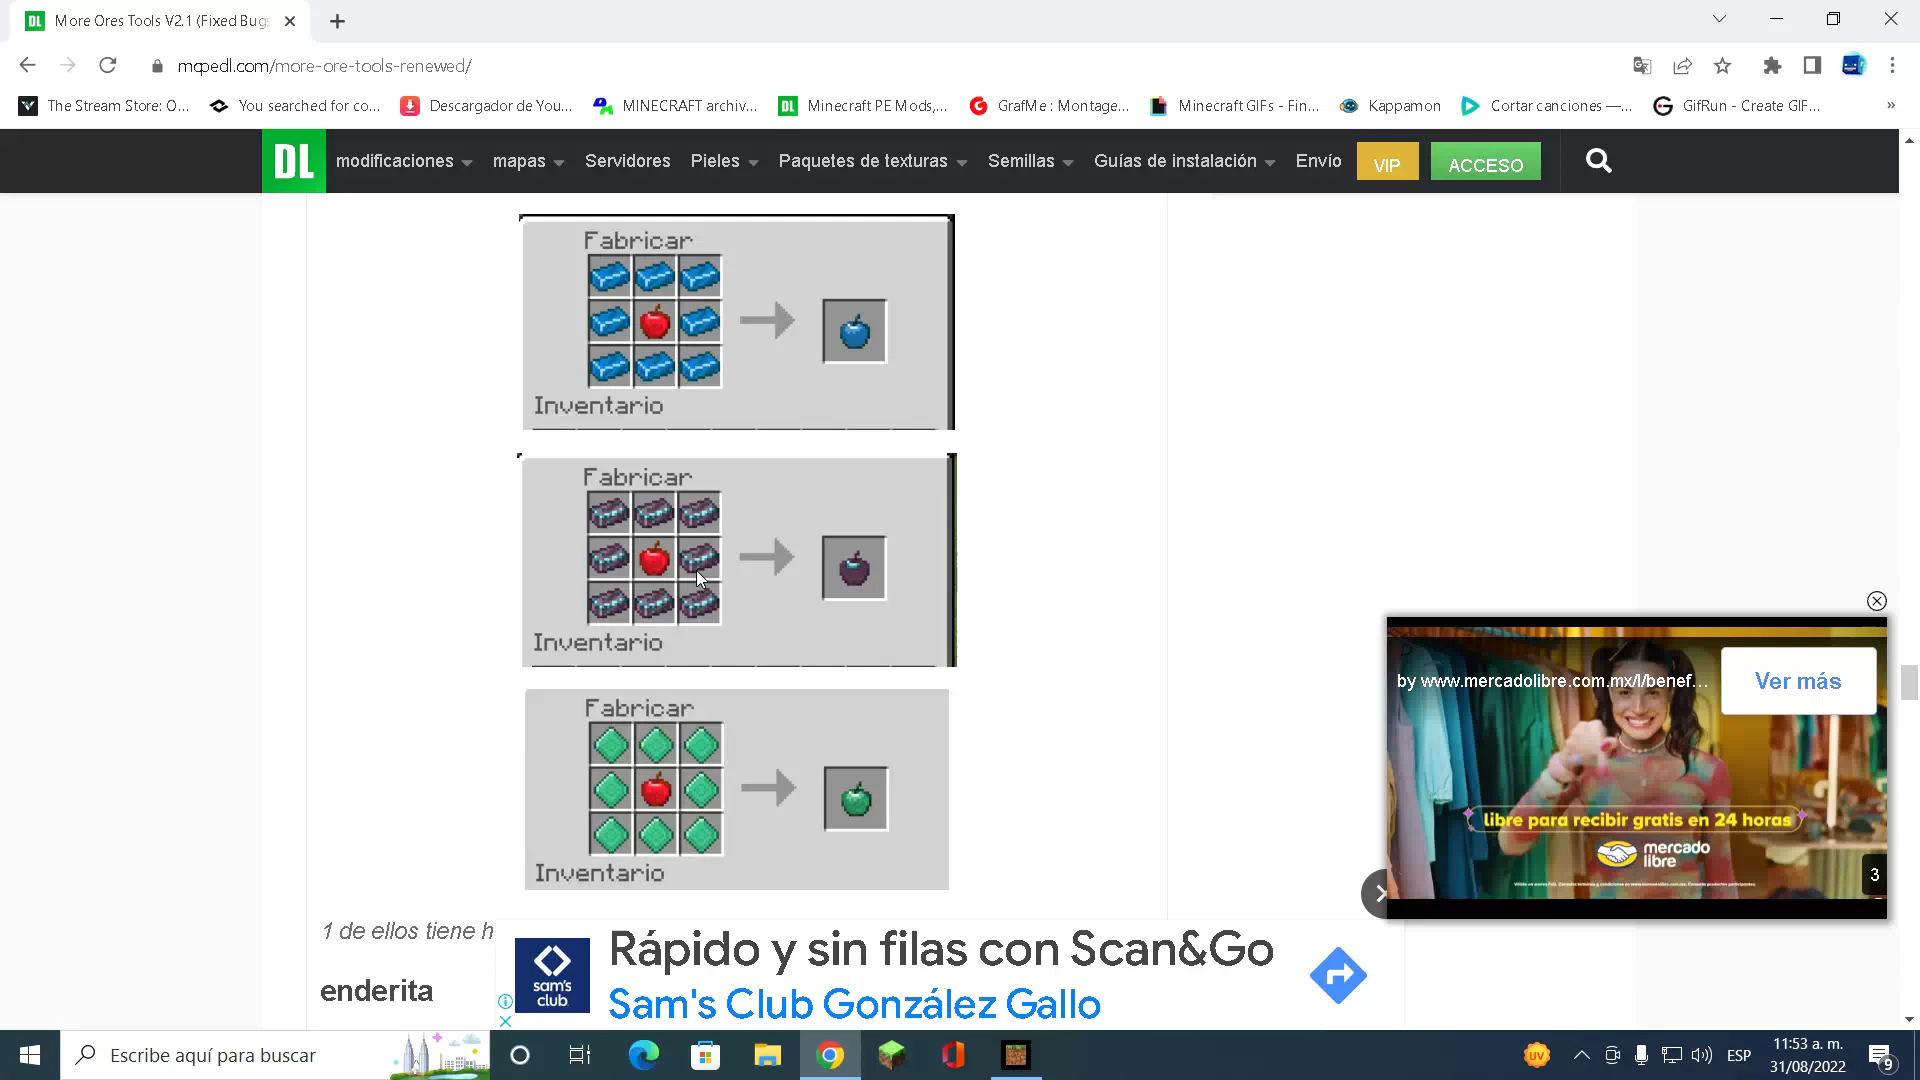 More Ores Tools V2.1 (Fixed Bugs
mcpedl.com/more-ore-tools-renewed/
The Stream Store: O...
You searched for co...
Descargador de You...
MINECRAFT archiv...
Minecraft PE Mods,...
GrafMe : Montage...
Minecraft GIFs - Fin...
Kappamon
Cortar canciones —...
GifRun - Create GIF...
»
DL
modificaciones
mapas
Servidores
Pieles
Paquetes de texturas
Semillas
Guías de instalación
Envío
VIP
ACCESO
Fabricar
Inventario
Fabricar
Inventario
Fabricar
Inventario
by www.mercadolibre.com.mx/l/benef...
Ver más
libre para recibir gratis en 24 horas
mercado
libre
3
1 de ellos tiene h
enderita
sam's
club
Rápido y sin filas con Scan&Go
Sam's Club González Gallo
Escribe aquí para buscar
UV
ESP
11:53 a. m.
31/08/2022
9